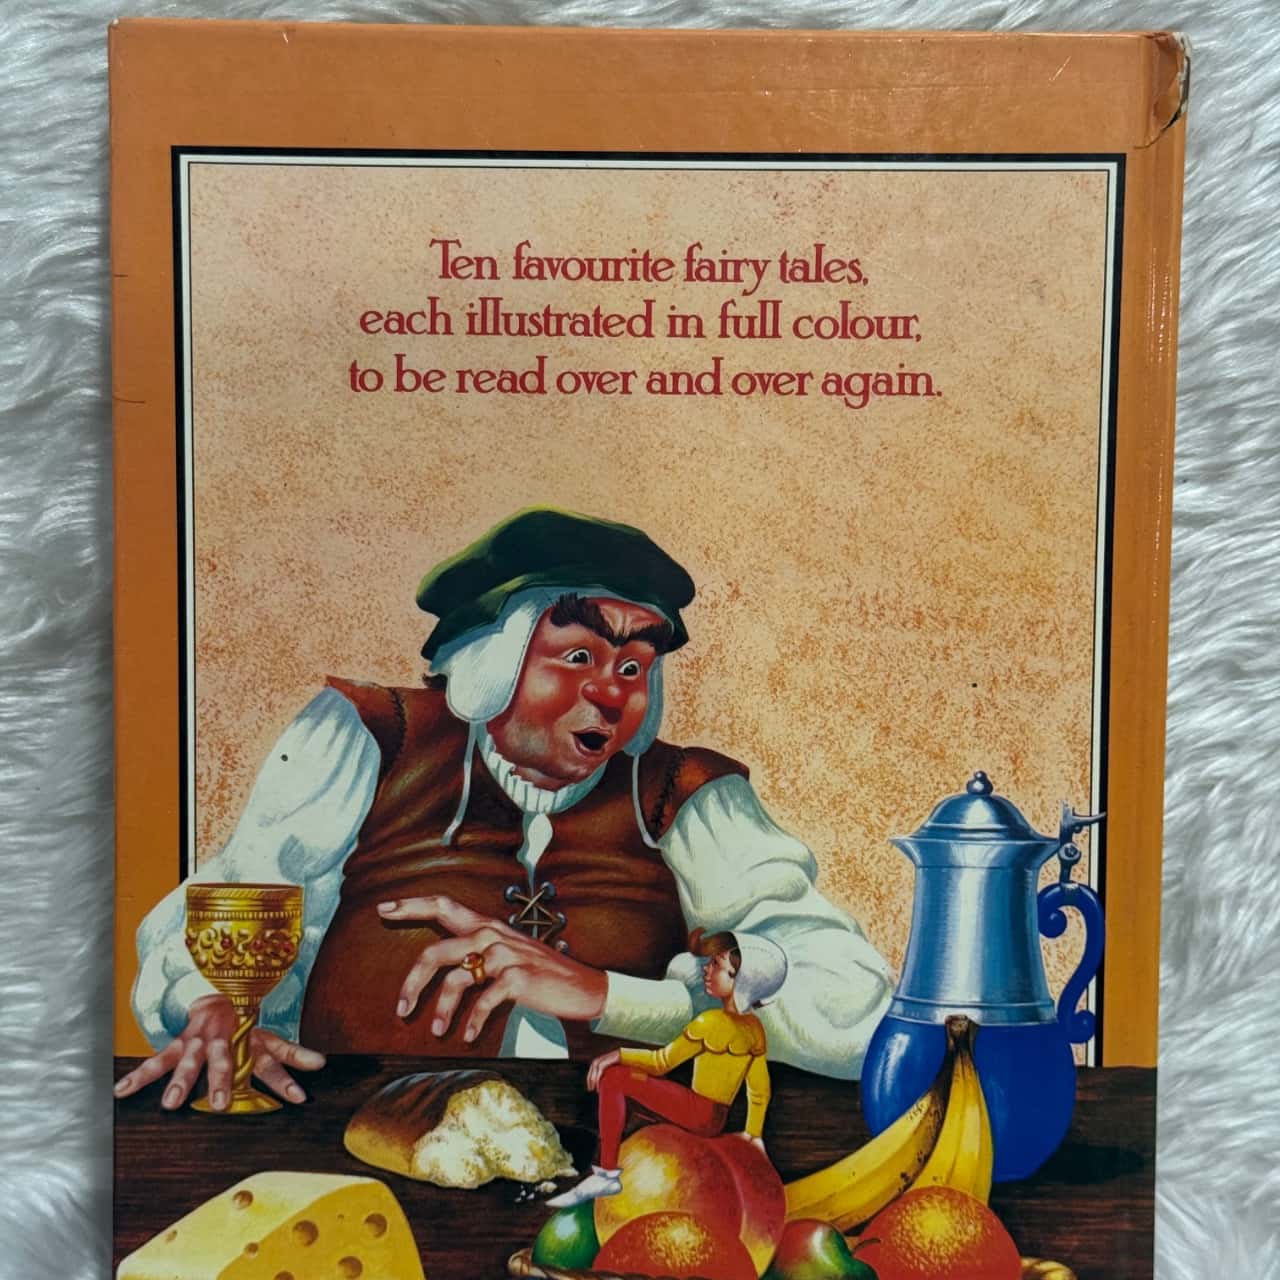 Ten favourite fairy tales,
each illustrated in full colour,
to be read over and over again.